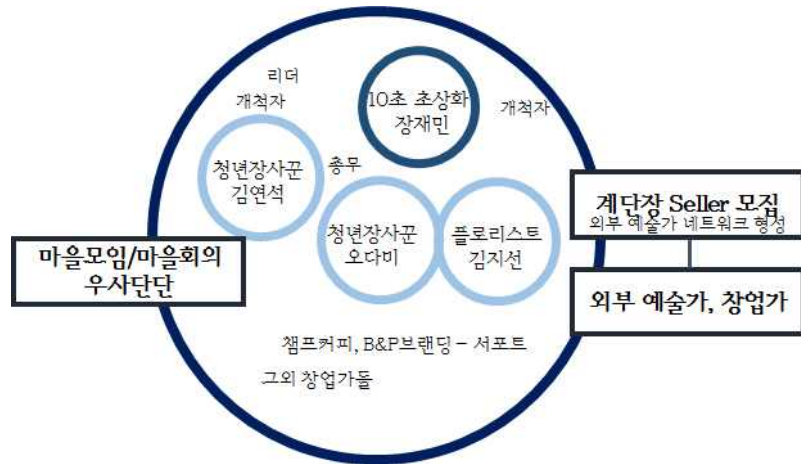 리더
개척자
10초 초상화
장재민
개척자
청년장사꾼
김연석
총무
청년장사꾼
오다비
플로리스트
김지선
계단장 Seller 모집
외부 예술가 네트워크 형성
마을모임/마을회의
우사단단
외부 예술가, 창업가
챔프커피, B&P브랜딩 – 서포트
그외 창업가들